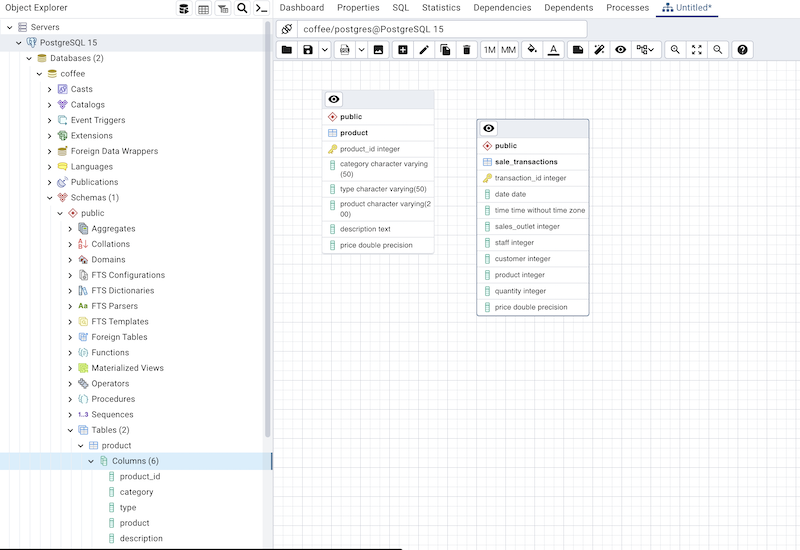 Object Explorer
Dashboard Properties SQL Statistics Dependencies Dependents Processes Untitled*
coffee/postgres@PostgreSQL 15
1M MM
Servers
PostgreSQL 15
Databases (2)
coffee
Casts
Catalogs
Event Triggers
Extensions
Foreign Data Wrappers
Languages
Publications
Schemas (1)
public
Aggregates
Collations
Domains
FTS Configurations
FTS Dictionaries
FTS Parsers
FTS Templates
Foreign Tables
Functions
Materialized Views
Operators
Procedures
Sequences
Tables (2)
product
Columns (6)
product_id
category
type
product
description
public
product
product_id integer
category character varying
(50)
type character varying(50)
product character varying(2
00)
description text
price double precision
public
sale_transactions
transaction_id integer
date date
time time without time zone
sales_outlet integer
staff integer
customer integer
product integer
quantity integer
price double precision